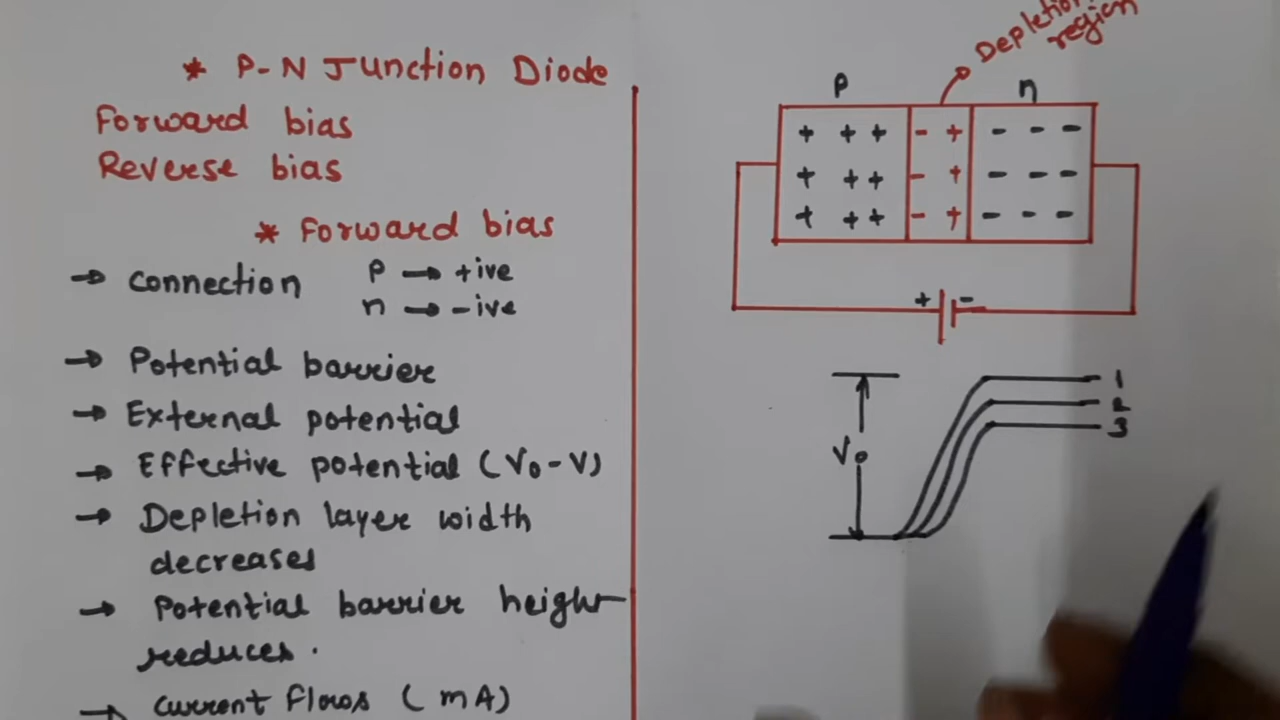 * P-N Junction Diode
Forward bias
Reverse bias
* Forward bias
→ Connection P → +ive
n → -ive
→ Potential barrier
→ External potential
→ Effective potential (V₀-V)
→ Depletion layer width
decreases
→ Potential barrier height
reduces.
→ Current flows (mA)
Depletion
region
P n
+ + + - + - - -
+ + + - + - - -
+ + + - + - - -
+ -
1
2
3
V₀